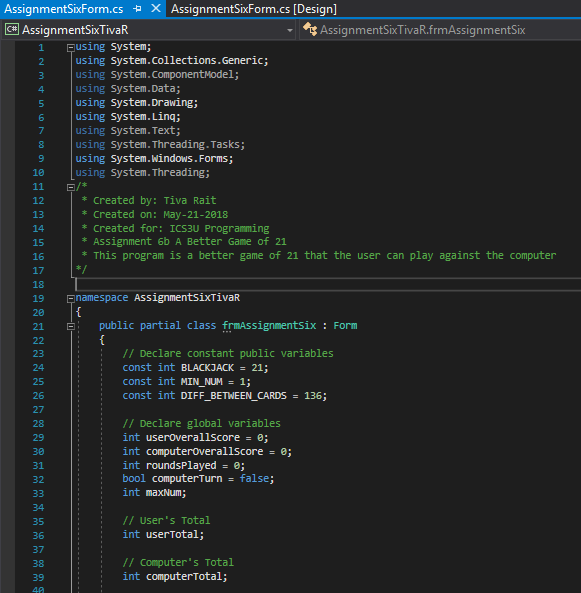 AssignmentSixForm.cs
AssignmentSixForm.cs [Design]
C# AssignmentSixTivaR
AssignmentSixTivaR.frmAssignmentSix
1 using System;
2 using System.Collections.Generic;
3 using System.ComponentModel;
4 using System.Data;
5 using System.Drawing;
6 using System.Linq;
7 using System.Text;
8 using System.Threading.Tasks;
9 using System.Windows.Forms;
10 using System.Threading;
11 /*
12 * Created by: Tiva Rait
13 * Created on: May-21-2018
14 * Created for: ICS3U Programming
15 * Assignment 6b A Better Game of 21
16 * This program is a better game of 21 that the user can play against the computer
17 */
18
19 namespace AssignmentSixTivaR
20 {
21 public partial class frmAssignmentSix : Form
22 {
23 // Declare constant public variables
24 const int BLACKJACK = 21;
25 const int MIN_NUM = 1;
26 const int DIFF_BETWEEN_CARDS = 136;
27
28 // Declare global variables
29 int userOverallScore = 0;
30 int computerOverallScore = 0;
31 int roundsPlayed = 0;
32 bool computerTurn = false;
33 int maxNum;
34
35 // User's Total
36 int userTotal;
37
38 // Computer's Total
39 int computerTotal;
40